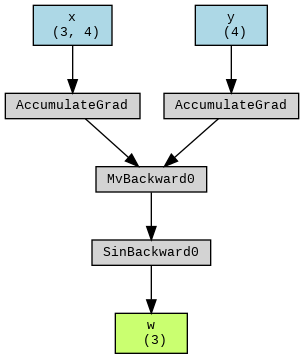 x
(3, 4)
y
(4)
AccumulateGrad
AccumulateGrad
MvBackward0
SinBackward0
w
(3)